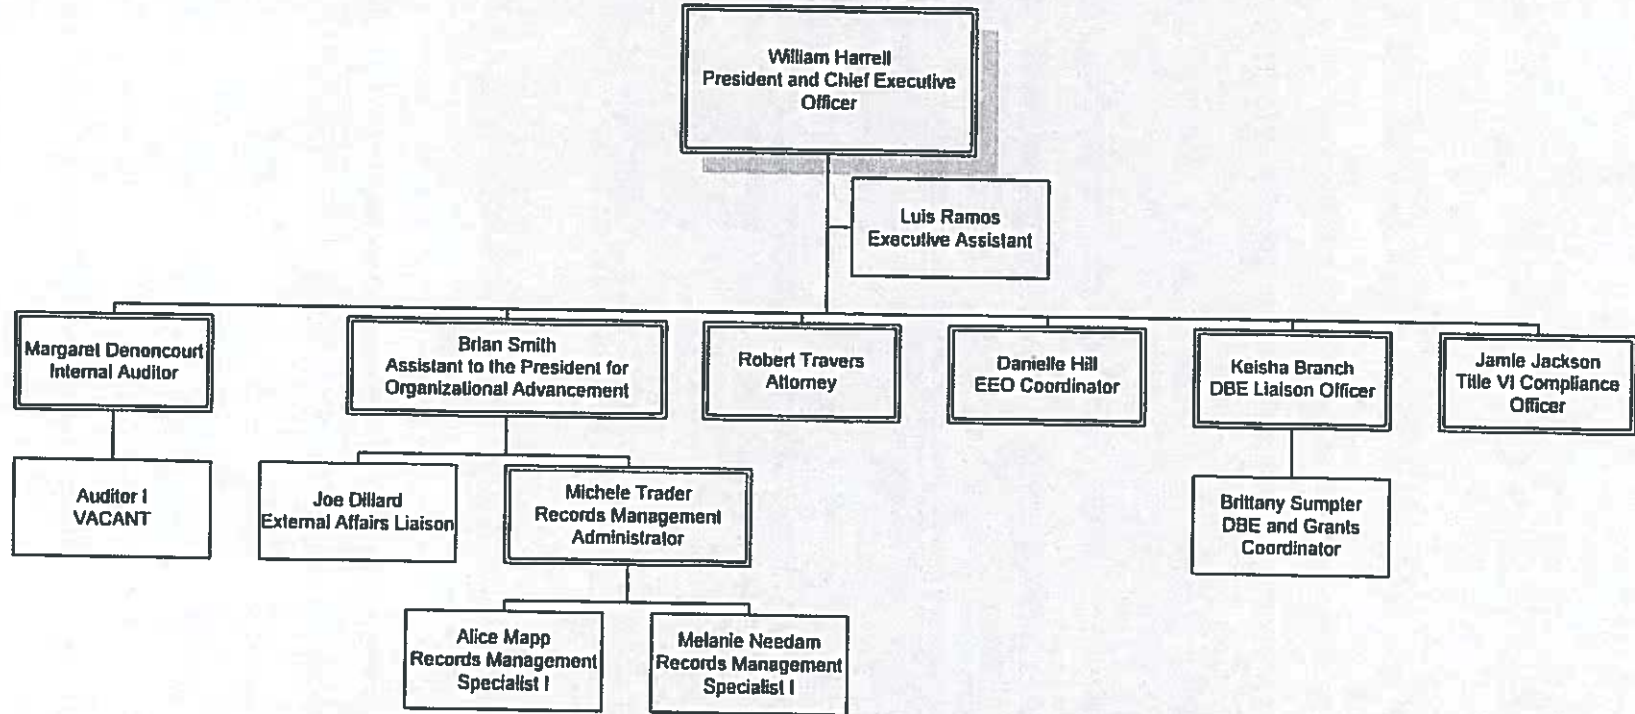 William Harrell
President and Chief Executive
Officer
Luis Ramos
Executive Assistant
Margaret Denoncourt
Internal Auditor
Brian Smith
Assistant to the President for
Organizational Advancement
Robert Travers
Attorney
Danielle Hill
EEO Coordinator
Keisha Branch
DBE Liaison Officer
Jamie Jackson
Title VI Compliance
Officer
Auditor I
VACANT
Joe Dillard
External Affairs Liaison
Michele Trader
Records Management
Administrator
Brittany Sumpter
DBE and Grants
Coordinator
Alice Mapp
Records Management
Specialist I
Melanie Needam
Records Management
Specialist I